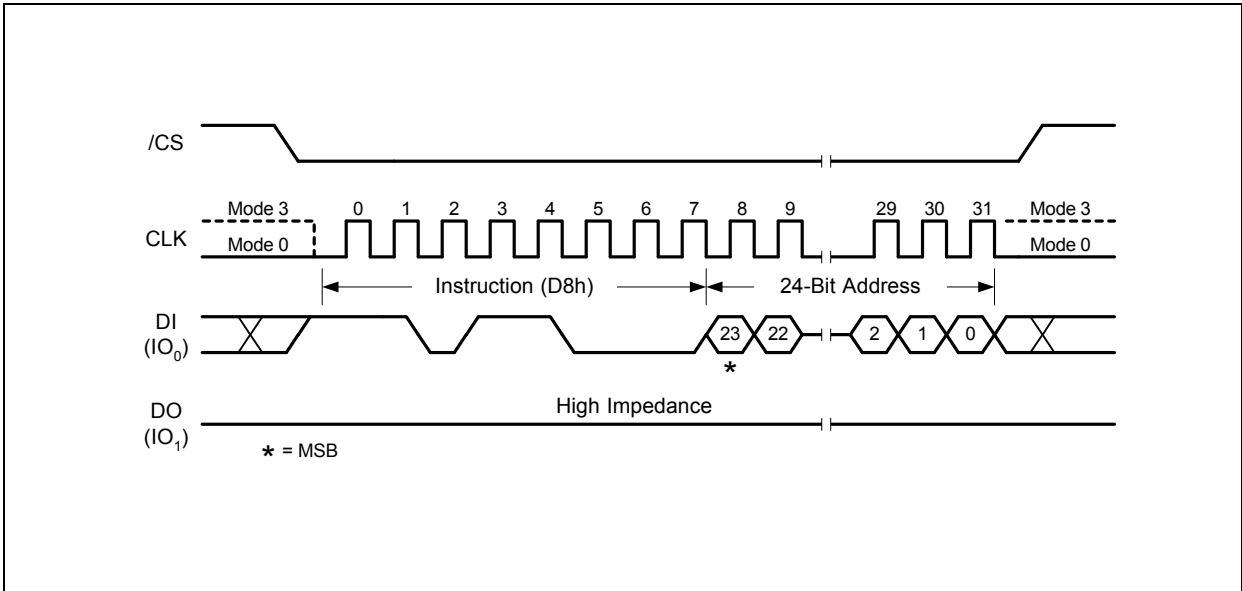 /CS
Mode 3 0 1 2 3 4 5 6 7 8 9 29 30 31 Mode 3
CLK
Mode 0 Mode 0
Instruction (D8h) 24-Bit Address
DI
(IO₀)
23 22 2 1 0
*
High Impedance
DO
(IO₁)
* = MSB